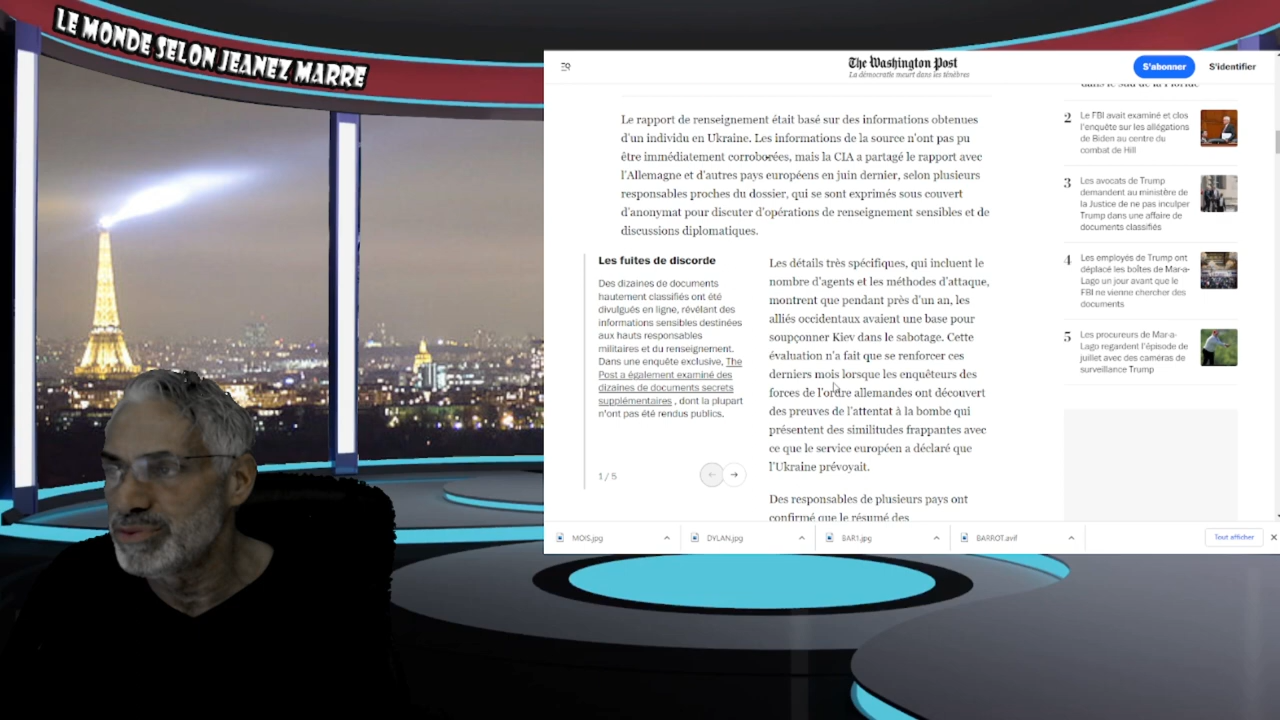 LE MONDE SELON JEANEZ MARRE
The Washington Post
La démocratie meurt dans les ténèbres
S'abonner
S'identifier
Le rapport de renseignement était basé sur des informations obtenues
d'un individu en Ukraine. Les informations de la source n'ont pas pu
être immédiatement corroborées, mais la CIA a partagé le rapport avec
l'Allemagne et d'autres pays européens en juin dernier, selon plusieurs
responsables proches du dossier, qui se sont exprimés sous couvert
d'anonymat pour discuter d'opérations de renseignement sensibles et de
discussions diplomatiques.
Les fuites de discorde
Des dizaines de documents
hautement classifiés ont été
divulgués en ligne, révélant des
informations sensibles destinées
aux hauts responsables
militaires et du renseignement.
Dans une enquête exclusive, The
Post a également examiné des
dizaines de documents secrets
supplémentaires , dont la plupart
n'ont pas été rendus publics.
1 / 5
Les détails très spécifiques, qui incluent le
nombre d'agents et les méthodes d'attaque,
montrent que pendant près d'un an, les
alliés occidentaux avaient une base pour
soupçonner Kiev dans le sabotage. Cette
évaluation n'a fait que se renforcer ces
derniers mois lorsque les enquêteurs des
forces de l'ordre allemandes ont découvert
des preuves de l'attentat à la bombe qui
présentent des similitudes frappantes avec
ce que le service européen a déclaré que
l'Ukraine prévoyait.
Des responsables de plusieurs pays ont
confirmé que le résumé des
dans le sud de la Floride
2
Le FBI avait examiné et clos
l'enquête sur les allégations
de Biden au centre du
combat de Hill
3
Les avocats de Trump
demandent au ministère de
la Justice de ne pas inculper
Trump dans une affaire de
documents classifiés
4
Les employés de Trump ont
déplacé les boîtes de Mar-a-
Lago un jour avant que le
FBI ne vienne chercher des
documents
5
Les procureurs de Mar-a-
Lago regardent l'épisode de
juillet avec des caméras de
surveillance Trump
MOIS.jpg
DYLAN.jpg
BAR1.jpg
BARROT.avif
Tout afficher